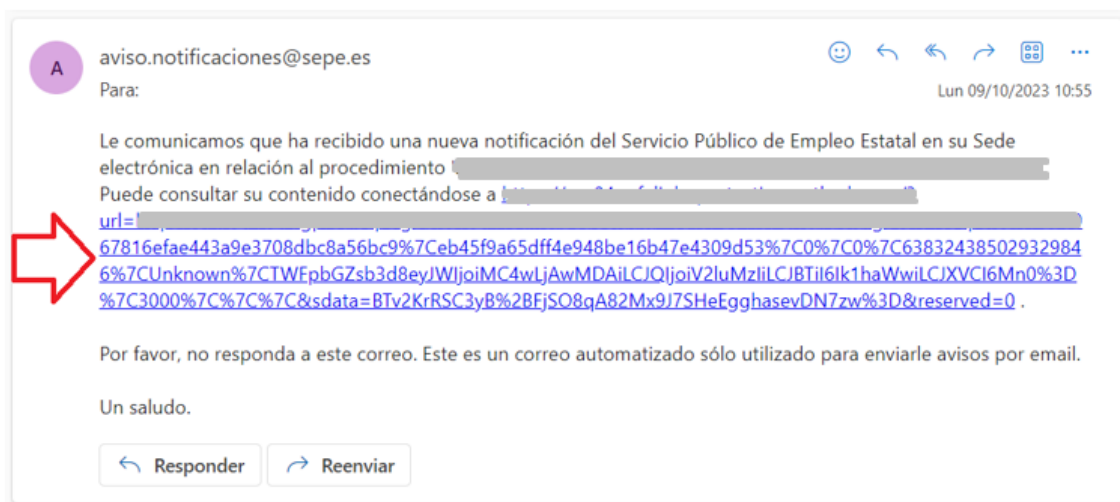 A
aviso.notificaciones@sepe.es
Para:
Lun 09/10/2023 10:55
Le comunicamos que ha recibido una nueva notificación del Servicio Público de Empleo Estatal en su Sede
electrónica en relación al procedimiento
Puede consultar su contenido conectándose a
url=
67816efae443a9e3708dbc8a56bc9%7Ceb45f9a65dff4e948be16b47e4309d53%7C0%7C0%7C63832438502932984
6%7CUnknown%7CTWFpbGZsb3d8eyJWIjoiMC4wLjAwMDAiLCJQIjoiV2luMzIiLCJBTiI6Ik1haWwiLCJXVCI6Mn0%3D
%7C3000%7C%7C%7C&sdata=BTv2KrRSC3yB%2BFjSO8qA82Mx9J7SHeEgghasevDN7zw%3D&reserved=0 .
Por favor, no responda a este correo. Este es un correo automatizado sólo utilizado para enviarle avisos por email.
Un saludo.
Responder
Reenviar